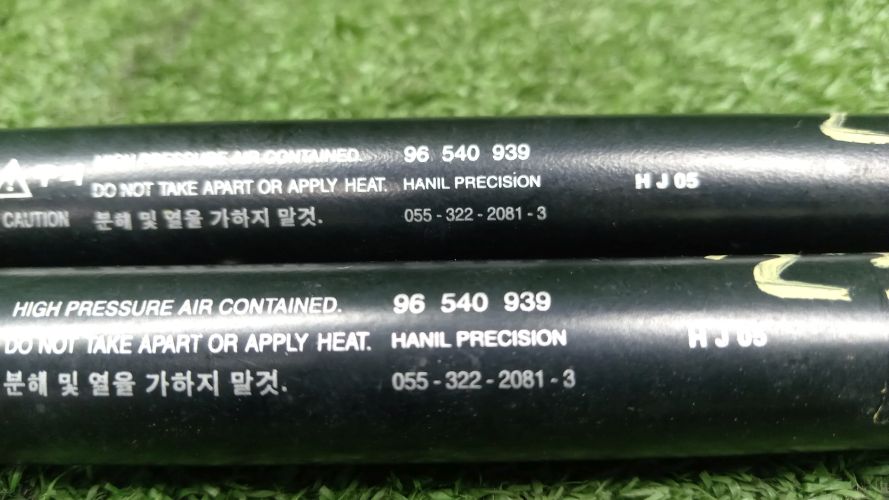 HIGH PRESSURE AIR CONTAINED. 96 540 939
DO NOT TAKE APART OR APPLY HEAT. HANIL PRECISION H J 05
CAUTION 분해 및 열을 가하지 말것. 055 - 322 - 2081 - 3
HIGH PRESSURE AIR CONTAINED. 96 540 939
DO NOT TAKE APART OR APPLY HEAT. HANIL PRECISION H J 05
분해 및 열을 가하지 말것. 055 - 322 - 2081 - 3